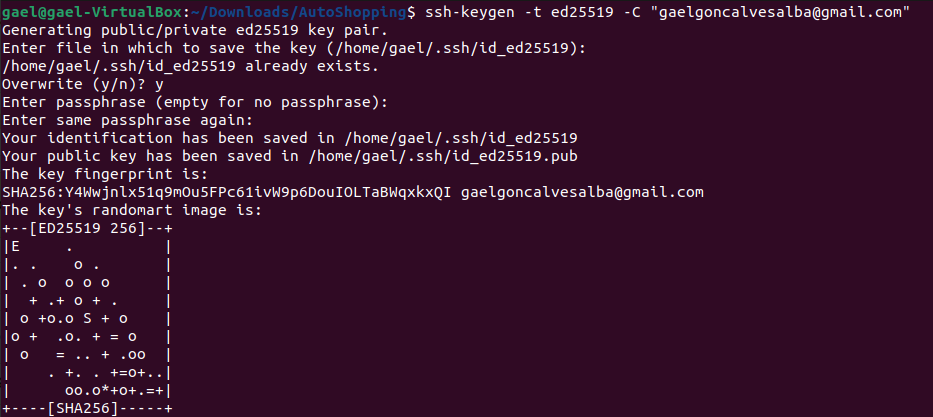 gael@gael-VirtualBox:~/Downloads/AutoShopping$ ssh-keygen -t ed25519 -C "gaelgoncalvesalba@gmail.com"
Generating public/private ed25519 key pair.
Enter file in which to save the key (/home/gael/.ssh/id_ed25519):
/home/gael/.ssh/id_ed25519 already exists.
Overwrite (y/n)? y
Enter passphrase (empty for no passphrase):
Enter same passphrase again:
Your identification has been saved in /home/gael/.ssh/id_ed25519
Your public key has been saved in /home/gael/.ssh/id_ed25519.pub
The key fingerprint is:
SHA256:Y4Wwjnlx51q9mOu5FPc61ivW9p6DouIOLTaBWqxkxQI gaelgoncalvesalba@gmail.com
The key's randomart image is:
+--[ED25519 256]--+
|E     .          |
|. .    o .       |
| . o  o o o      |
|  + .+ o + .     |
| o +o.o S + o    |
|o +  .o. + = o   |
| o   = .. + .oo  |
|    . +. . +=o+..|
|      oo.o*+o+.=+|
+----[SHA256]-----+